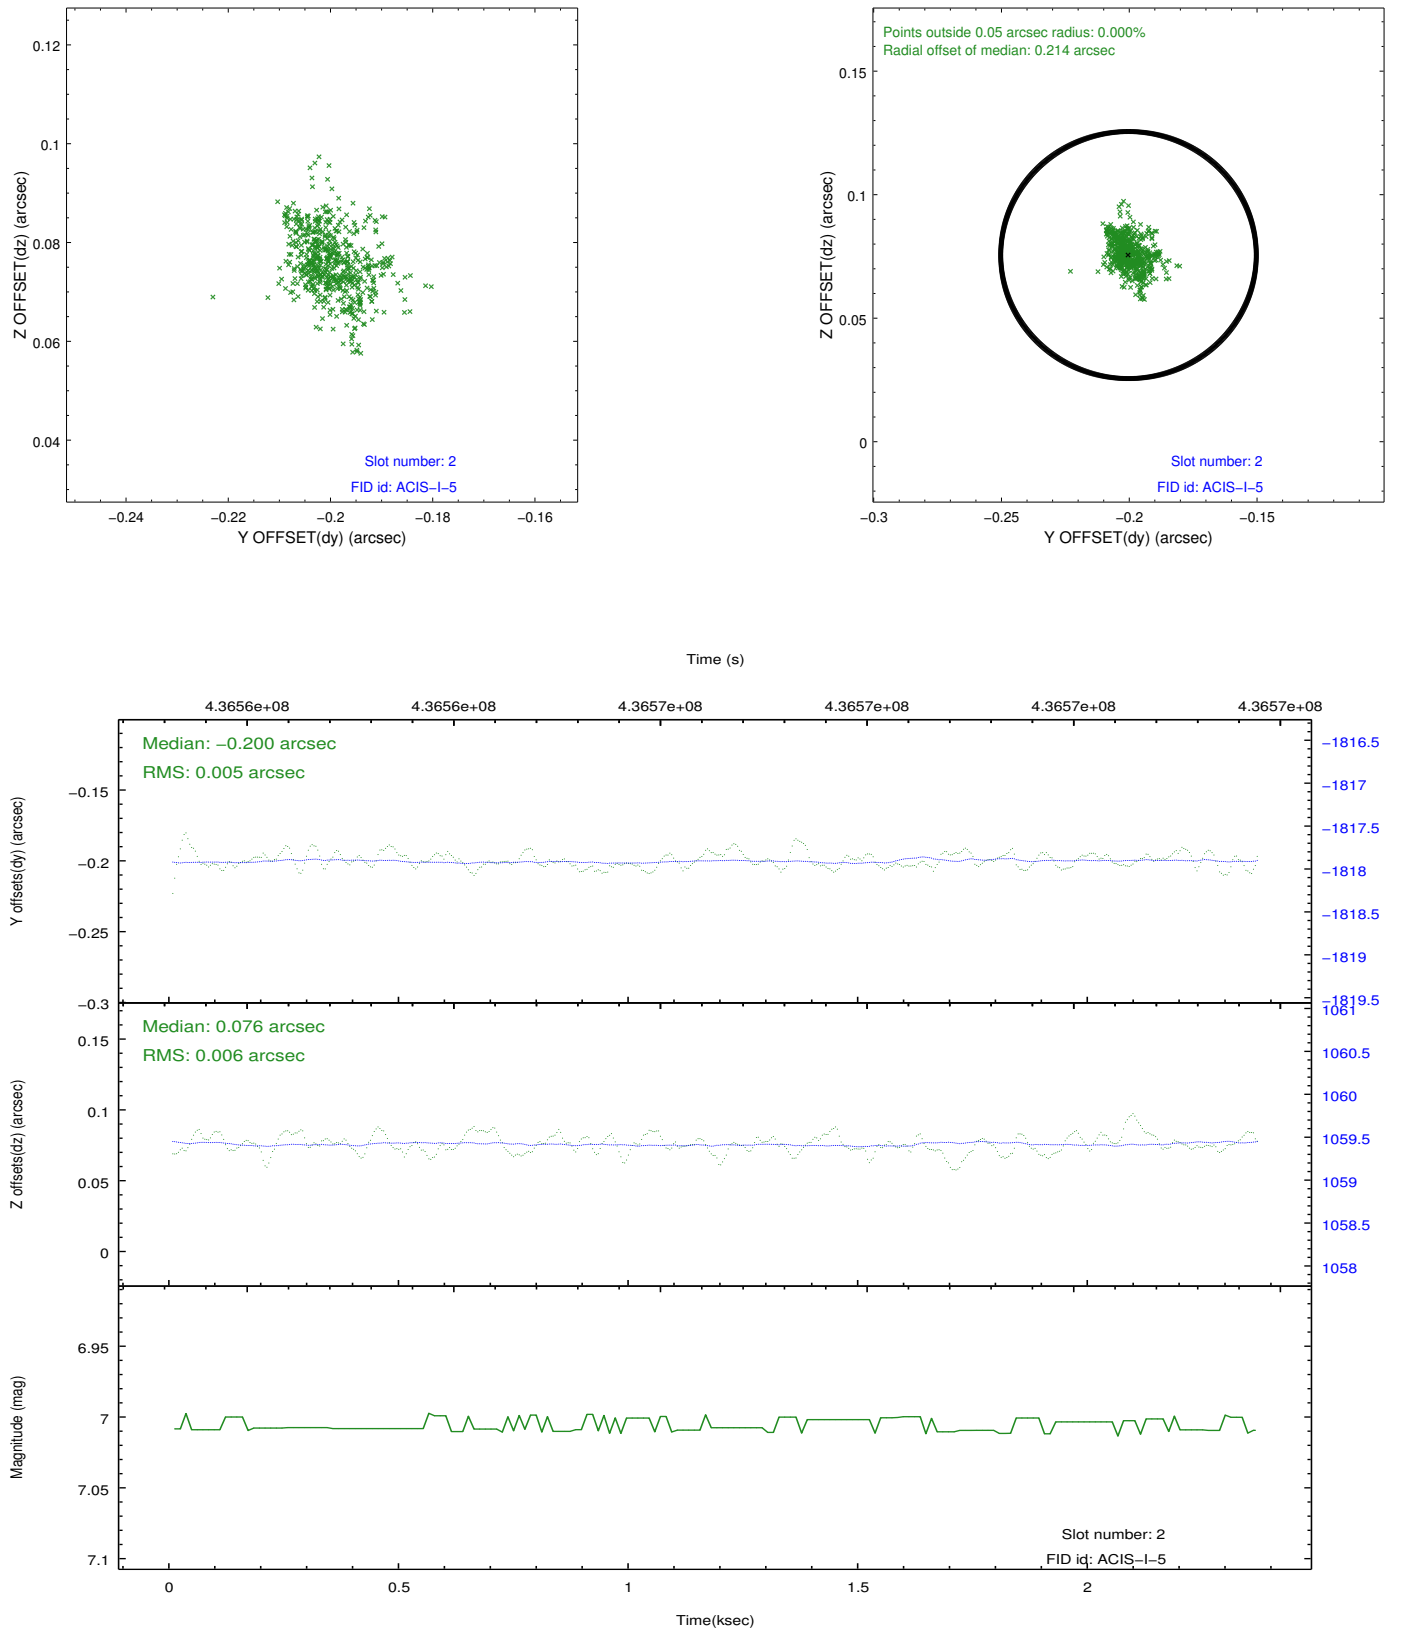 0.12
0.1
0.08
0.06
0.04
Z OFFSET(dz) (arcsec)
Slot number: 2
FID id: ACIS−I−5
−0.24 −0.22 −0.2 −0.18 −0.16
Y OFFSET(dy) (arcsec)
Points outside 0.05 arcsec radius: 0.000%
Radial offset of median: 0.214 arcsec
0.15
0.1
0.05
0
Z OFFSET(dz) (arcsec)
Slot number: 2
FID id: ACIS−I−5
−0.3 −0.25 −0.2 −0.15
Y OFFSET(dy) (arcsec)
Time (s)
4.3656e+08 4.3656e+08 4.3657e+08 4.3657e+08 4.3657e+08 4.3657e+08
Median: −0.200 arcsec
RMS: 0.005 arcsec
−0.15
−0.2
−0.25
−0.3
Y offsets(dy) (arcsec)
−1816.5
−1817
−1817.5
−1818
−1818.5
−1819
−1819.5
Median: 0.076 arcsec
RMS: 0.006 arcsec
0.15
0.1
0.05
0
Z offsets(dz) (arcsec)
1061
1060.5
1060
1059.5
1059
1058.5
1058
6.95
7
7.05
7.1
Magnitude (mag)
Slot number: 2
FID id: ACIS−I−5
0 0.5 1 1.5 2
Time(ksec)